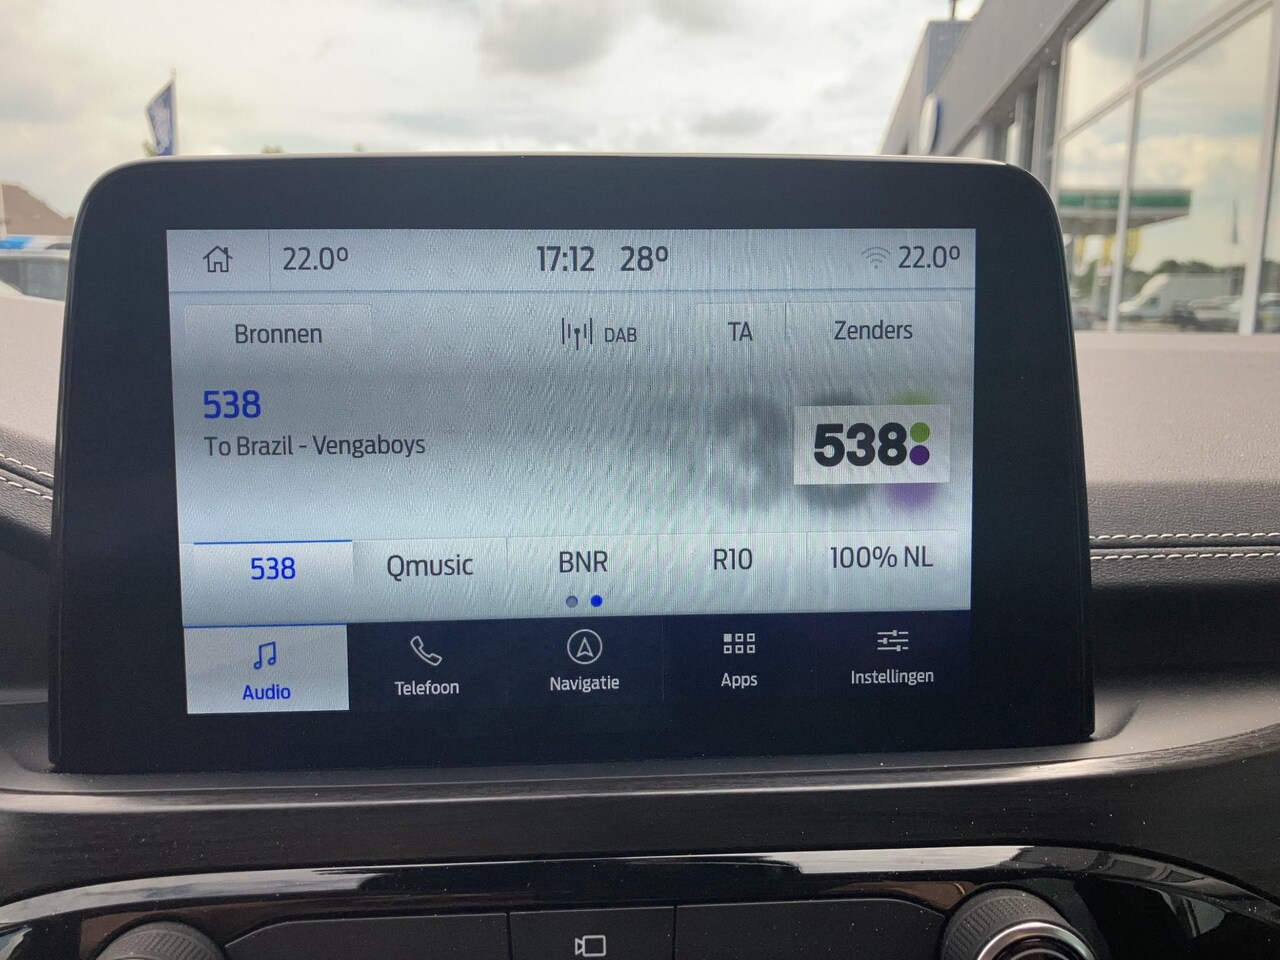 22.0° 17:12 28° 22.0°
Bronnen DAB TA Zenders
538
To Brazil - Vengaboys
538
538 Qmusic BNR R10 100% NL
Audio Telefoon Navigatie Apps Instellingen